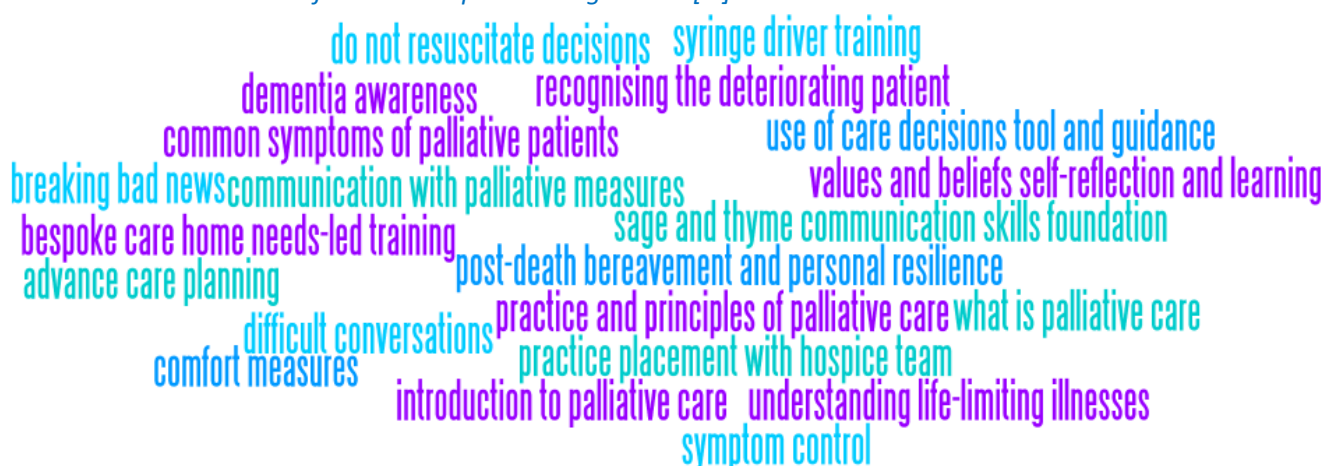 do not resuscitate decisions
syringe driver training
dementia awareness
recognising the deteriorating patient
common symptoms of palliative patients
use of care decisions tool and guidance
breaking bad news
communication with palliative measures
values and beliefs self-reflection and learning
bespoke care home needs-led training
sage and thyme communication skills foundation
advance care planning
post-death bereavement and personal resilience
difficult conversations
practice and principles of palliative care
what is palliative care
comfort measures
practice placement with hospice team
introduction to palliative care
understanding life-limiting illnesses
symptom control